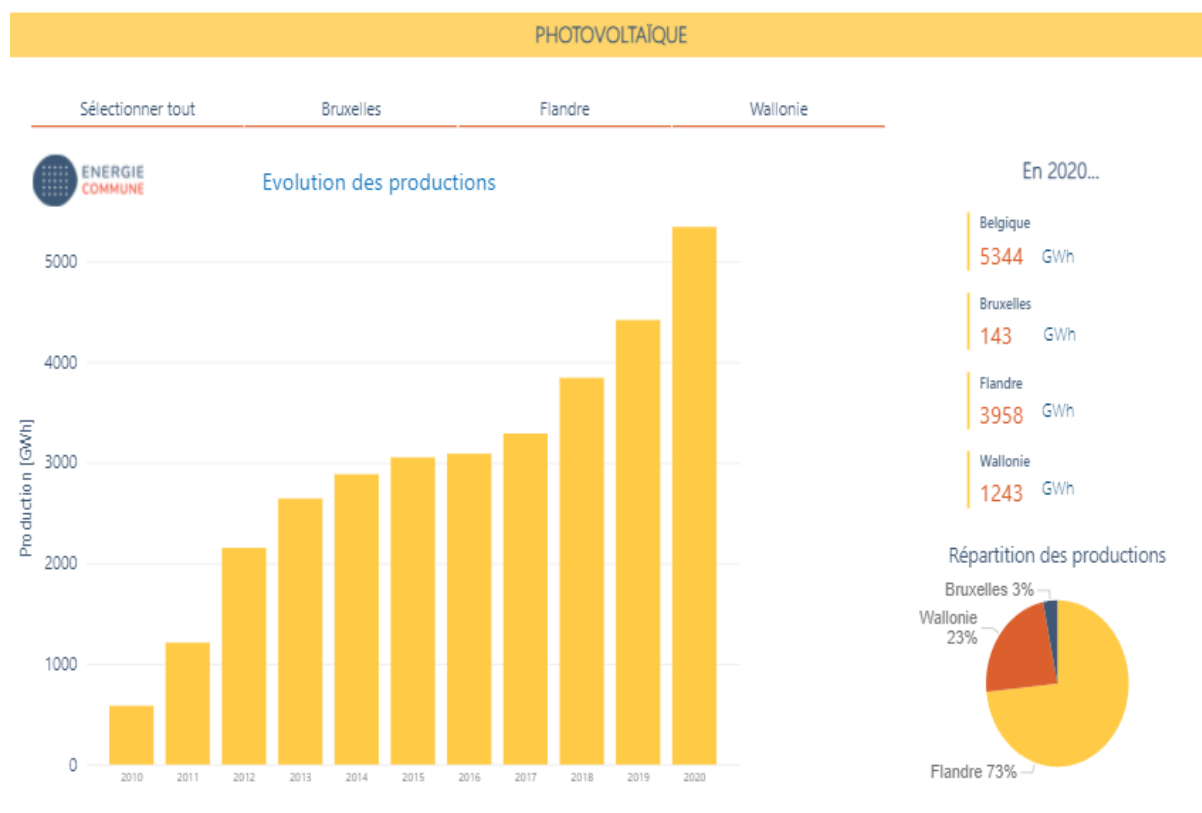 PHOTOVOLTAÏQUE
Sélectionner tout
Bruxelles
Flandre
Wallonie
ENERGIE
COMMUNE
Evolution des productions
Production [GWh]
5000
4000
3000
2000
1000
0
2010
2011
2012
2013
2014
2015
2016
2017
2018
2019
2020
En 2020...
Belgique
5344 GWh
Bruxelles
143 GWh
Flandre
3958 GWh
Wallonie
1243 GWh
Répartition des productions
Bruxelles 3%
Wallonie
23%
Flandre 73%